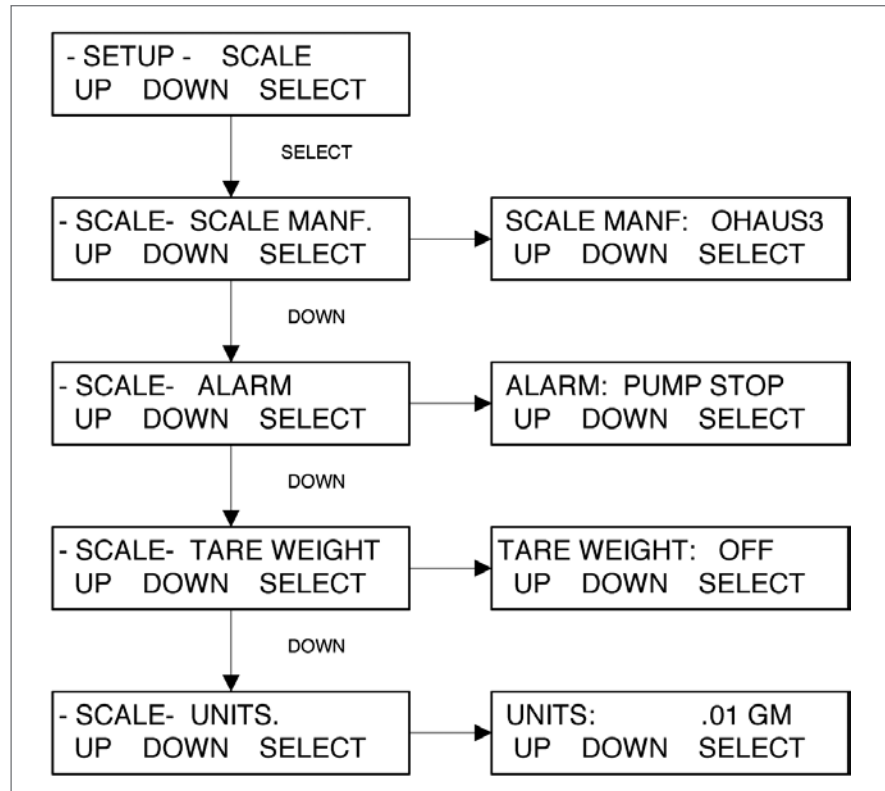 - SETUP - SCALE
UP DOWN SELECT
SELECT
- SCALE- SCALE MANF.
UP DOWN SELECT
SCALE MANF: OHAUS3
UP DOWN SELECT
DOWN
- SCALE- ALARM
UP DOWN SELECT
ALARM: PUMP STOP
UP DOWN SELECT
DOWN
- SCALE- TARE WEIGHT
UP DOWN SELECT
TARE WEIGHT: OFF
UP DOWN SELECT
DOWN
- SCALE- UNITS.
UP DOWN SELECT
UNITS: .01 GM
UP DOWN SELECT